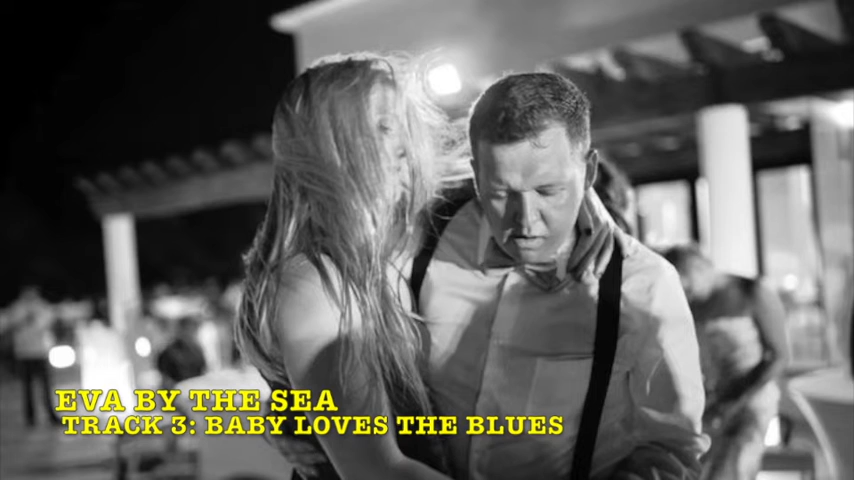 EVA BY THE SEA
TRACK 3: BABY LOVES THE BLUES